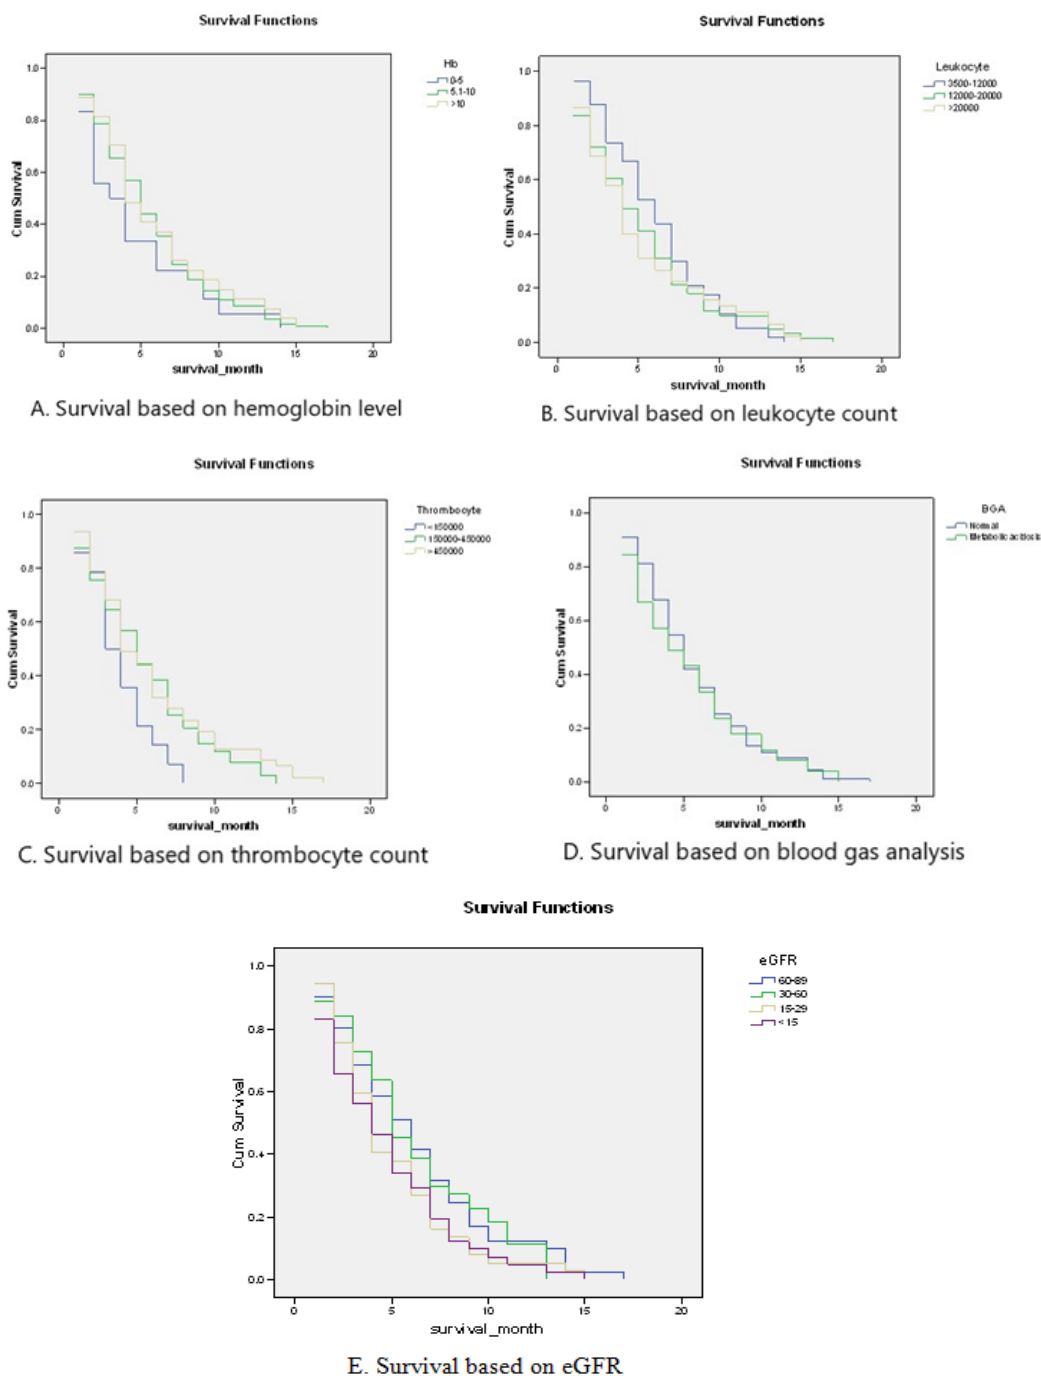 Survival Functions
Hb
0-5
5.1-10
>10
1.0
0.8
0.6
0.4
0.2
0.0
Cum Survival
0 5 10 15 20
survival_month
A. Survival based on hemoglobin level
Survival Functions
Leukocyte
3500-12000
12000-20000
>20000
1.0
0.8
0.6
0.4
0.2
0.0
Cum Survival
0 5 10 15 20
survival_month
B. Survival based on leukocyte count
Survival Functions
Thrombocyte
<150000
150000-450000
>450000
1.0
0.8
0.6
0.4
0.2
0.0
Cum Survival
0 5 10 15 20
survival_month
C. Survival based on thrombocyte count
Survival Functions
BGA
Normal
Metabolic acidosis
1.0
0.8
0.6
0.4
0.2
0.0
Cum Survival
0 5 10 15 20
survival_month
D. Survival based on blood gas analysis
Survival Functions
eGFR
60-89
30-60
15-29
<15
1.0
0.8
0.6
0.4
0.2
0.0
Cum Survival
0 5 10 15 20
survival_month
E. Survival based on eGFR